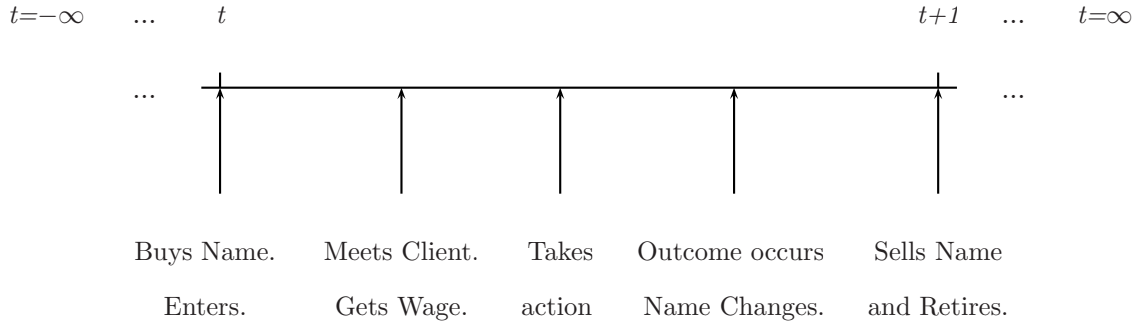 t=−∞ ... t t+1 ... t=∞
... ...
Buys Name. Meets Client. Takes Outcome occurs Sells Name
Enters. Gets Wage. action Name Changes. and Retires.